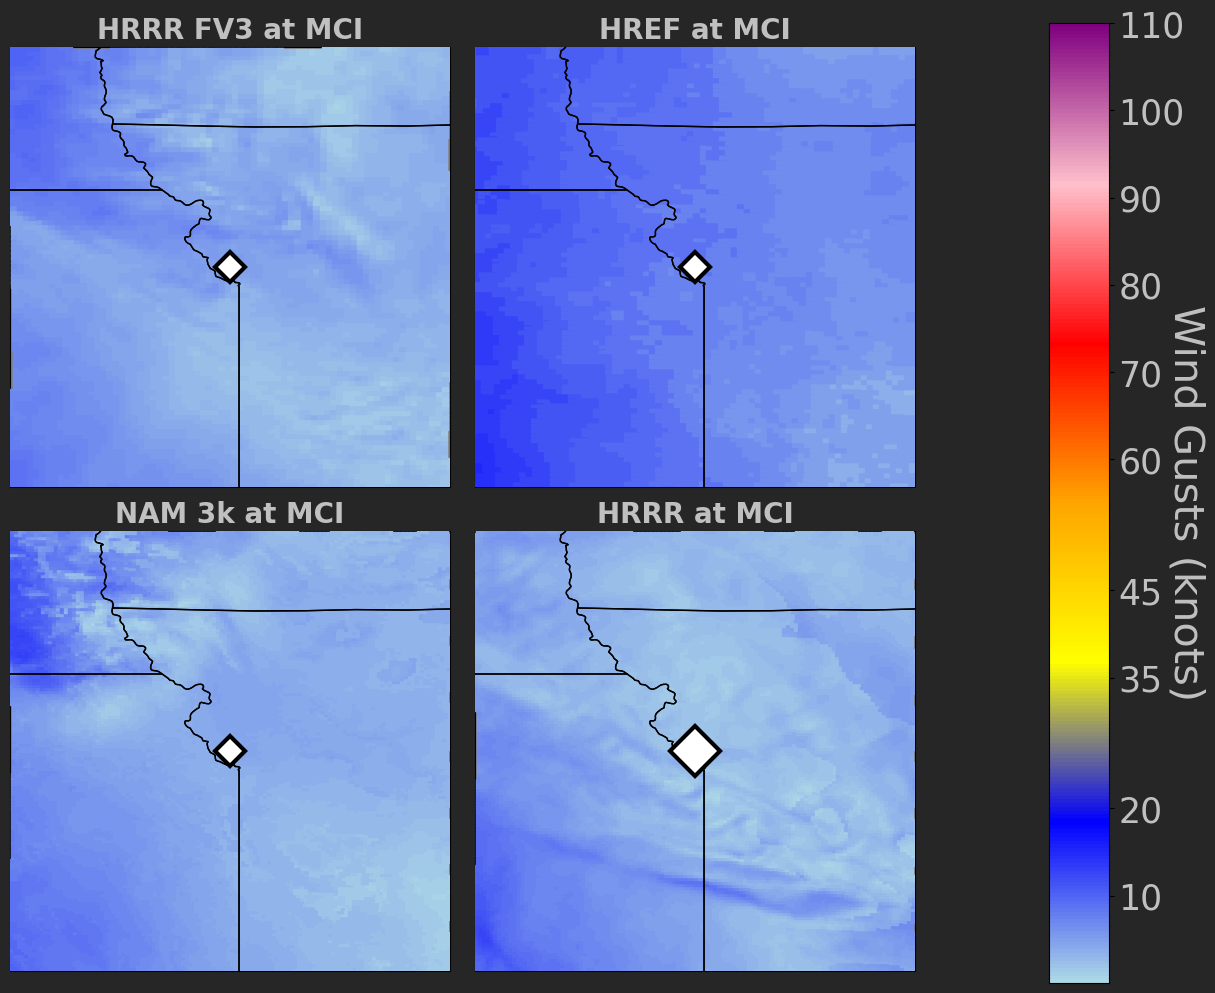 HRRR FV3 at MCI
HREF at MCI
NAM 3k at MCI
HRRR at MCI
110
100
90
80
70
60
45
35
20
10
Wind Gusts (knots)